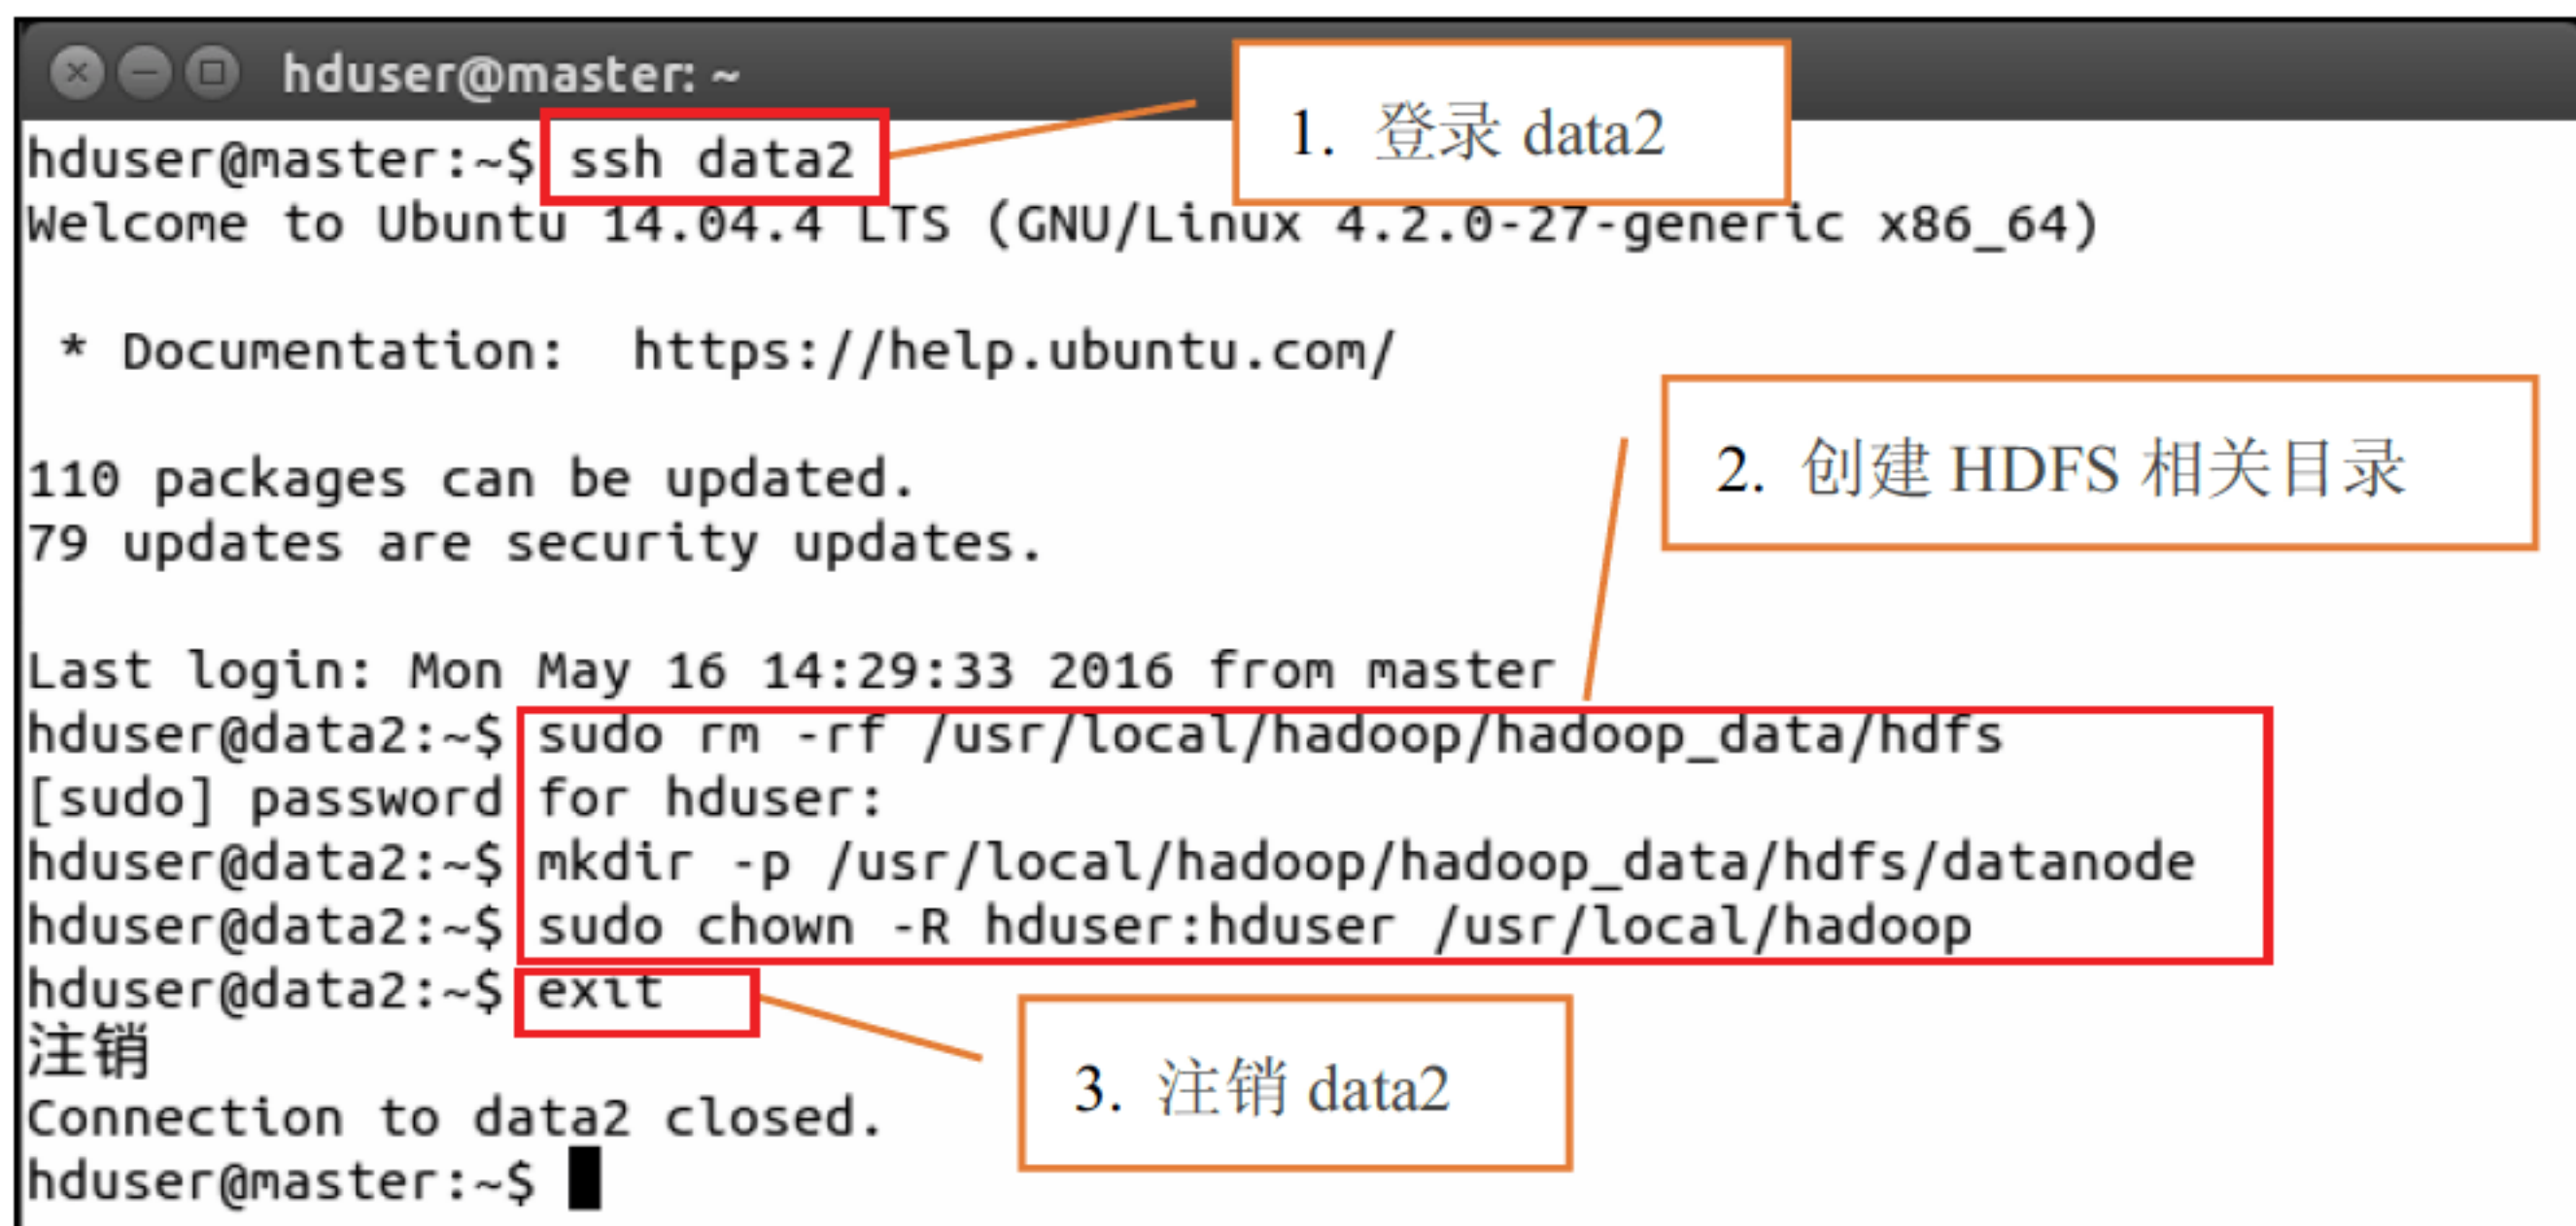 hduser@master: ~
1. 登录 data2
hduser@master:~$ ssh data2
Welcome to Ubuntu 14.04.4 LTS (GNU/Linux 4.2.0-27-generic x86_64)
* Documentation:  https://help.ubuntu.com/
2. 创建 HDFS 相关目录
110 packages can be updated.
79 updates are security updates.
Last login: Mon May 16 14:29:33 2016 from master
hduser@data2:~$ sudo rm -rf /usr/local/hadoop/hadoop_data/hdfs
[sudo] password for hduser:
hduser@data2:~$ mkdir -p /usr/local/hadoop/hadoop_data/hdfs/datanode
hduser@data2:~$ sudo chown -R hduser:hduser /usr/local/hadoop
hduser@data2:~$ exit
注销
3. 注销 data2
Connection to data2 closed.
hduser@master:~$